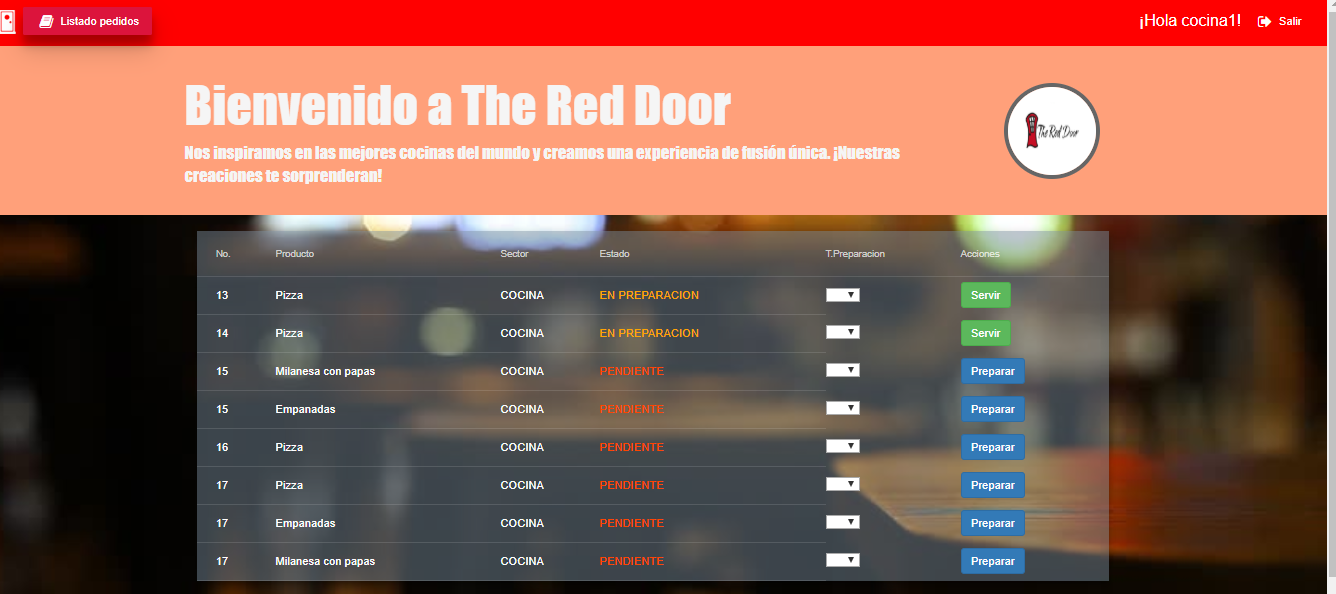 Listado pedidos
¡Hola cocina1!
Salir
Bienvenido a The Red Door
Nos inspiramos en las mejores cocinas del mundo y creamos una experiencia de fusión única. ¡Nuestras
creaciones te sorprenderan!
The Red Door
No. Producto Sector Estado T.Preparacion Acciones
13 Pizza COCINA EN PREPARACION Servir
14 Pizza COCINA EN PREPARACION Servir
15 Milanesa con papas COCINA PENDIENTE Preparar
15 Empanadas COCINA PENDIENTE Preparar
16 Pizza COCINA PENDIENTE Preparar
17 Pizza COCINA PENDIENTE Preparar
17 Empanadas COCINA PENDIENTE Preparar
17 Milanesa con papas COCINA PENDIENTE Preparar